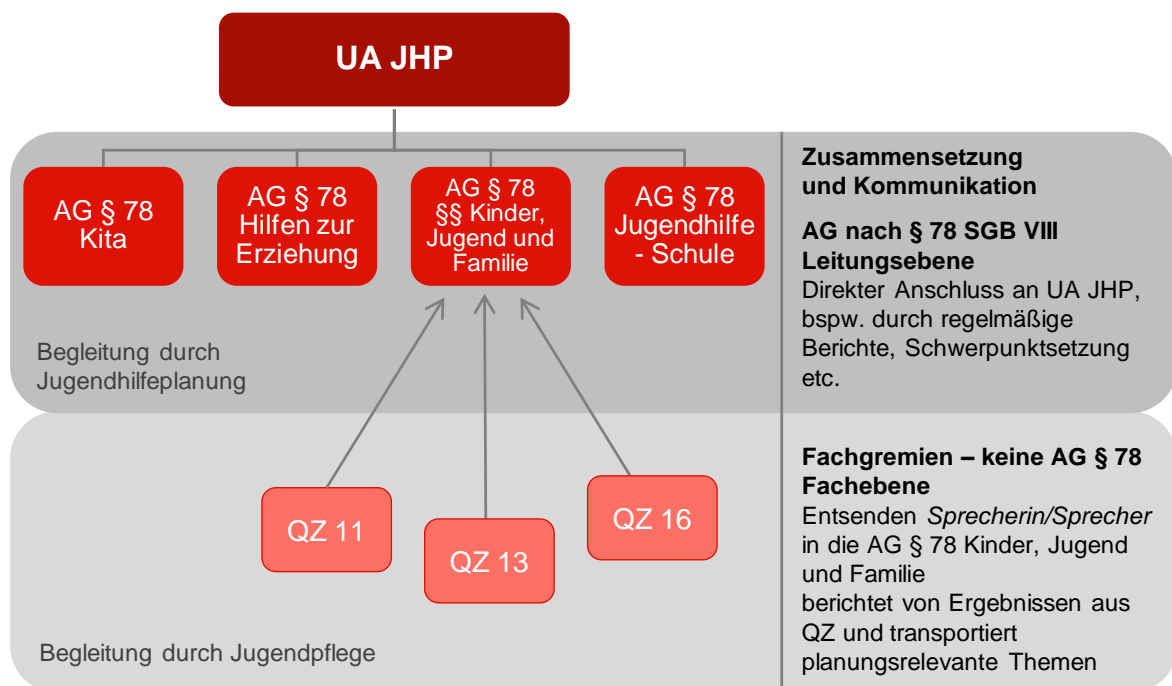 UA JHP
AG § 78
Kita
AG § 78
Hilfen zur
Erziehung
AG § 78
§§ Kinder,
Jugend und
Familie
AG § 78
Jugendhilfe
- Schule
Begleitung durch
Jugendhilfeplanung
Zusammensetzung
und Kommunikation
AG nach § 78 SGB VIII
Leitungsebene
Direkter Anschluss an UA JHP,
bspw. durch regelmäßige
Berichte, Schwerpunktsetzung
etc.
QZ 11
QZ 13
QZ 16
Begleitung durch Jugendpflege
Fachgremien – keine AG § 78
Fachebene
Entsenden Sprecherin/Sprecher
in die AG § 78 Kinder, Jugend
und Familie
berichtet von Ergebnissen aus
QZ und transportiert
planungsrelevante Themen